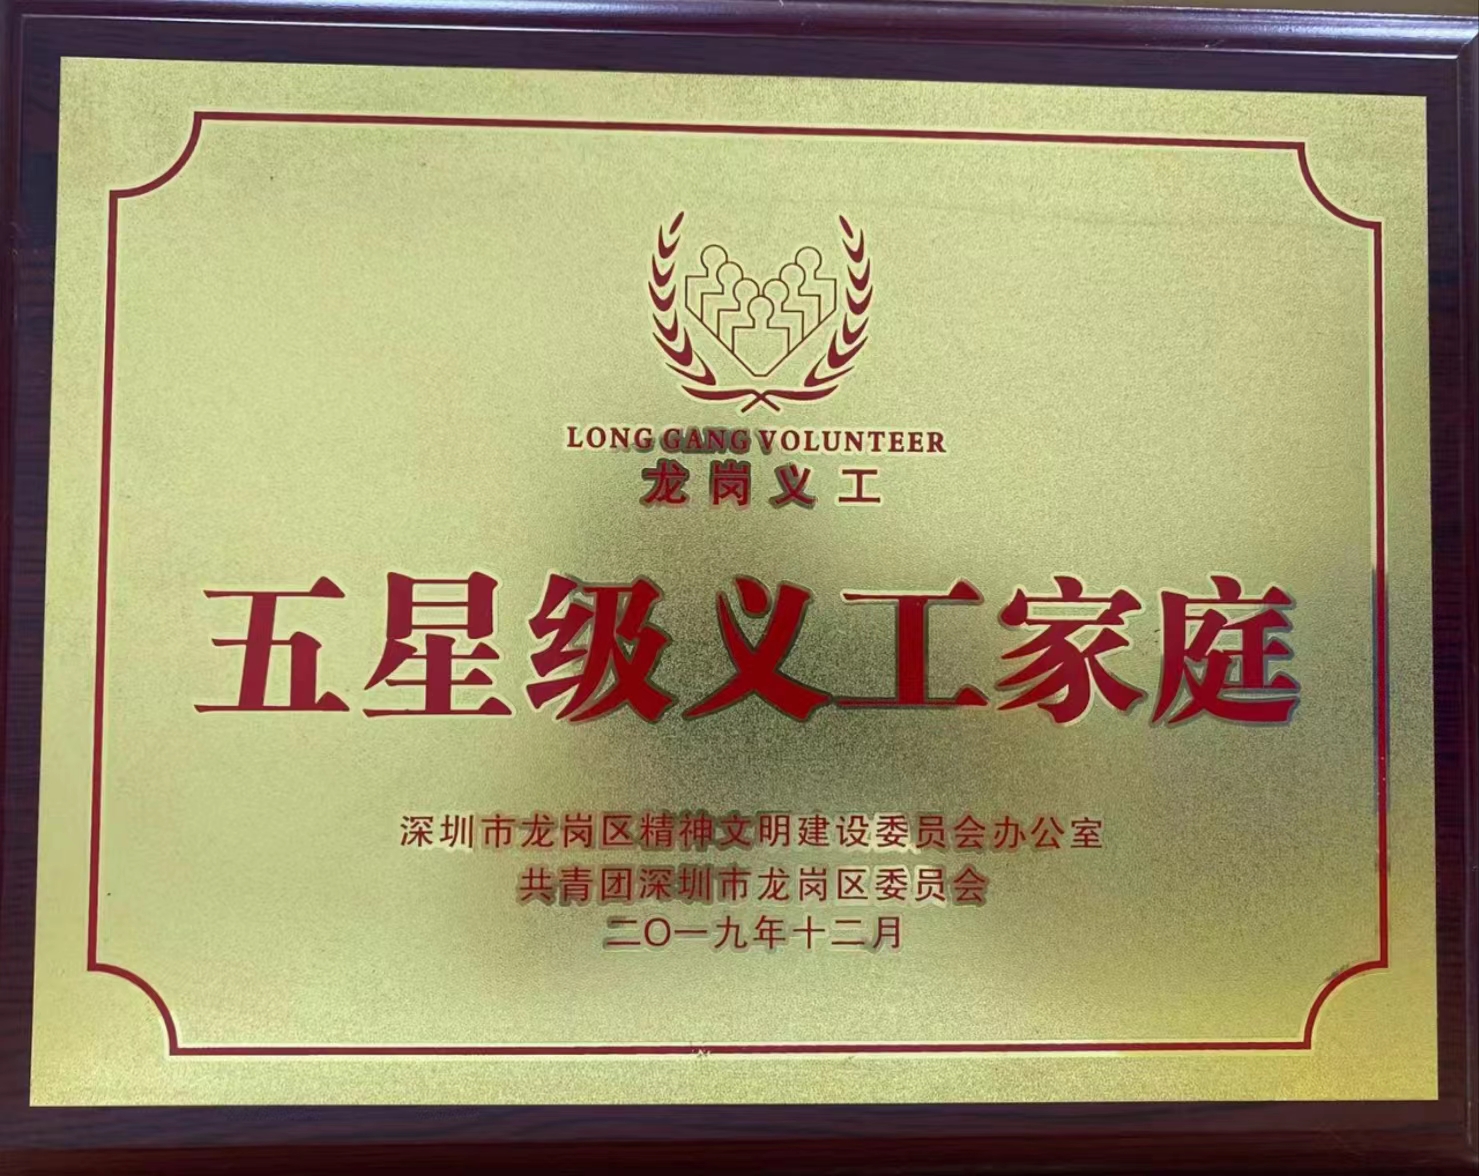 LONG GANG VOLUNTEER
龙岗义工
五星级义工家庭
深圳市龙岗区精神文明建设委员会办公室
共青团深圳市龙岗区委员会
二〇一九年十二月